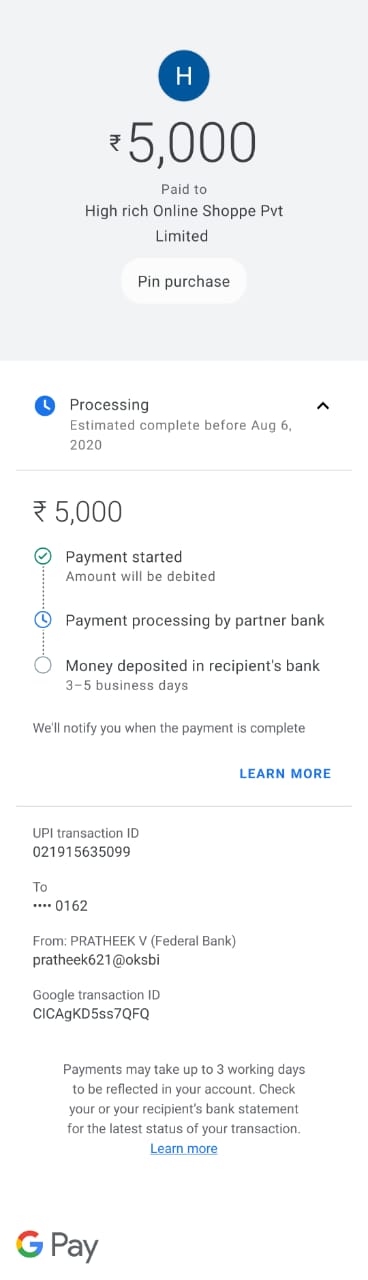 H
₹5,000
Paid to
High rich Online Shoppe Pvt
Limited
Pin purchase
Processing
Estimated complete before Aug 6,
2020
₹ 5,000
Payment started
Amount will be debited
Payment processing by partner bank
Money deposited in recipient's bank
3–5 business days
We'll notify you when the payment is complete
LEARN MORE
UPI transaction ID
021915635099
To
•••• 0162
From: PRATHEEK V (Federal Bank)
pratheek621@oksbi
Google transaction ID
CICAgKD5ss7QFQ
Payments may take up to 3 working days
to be reflected in your account. Check
your or your recipient's bank statement
for the latest status of your transaction.
Learn more
G Pay